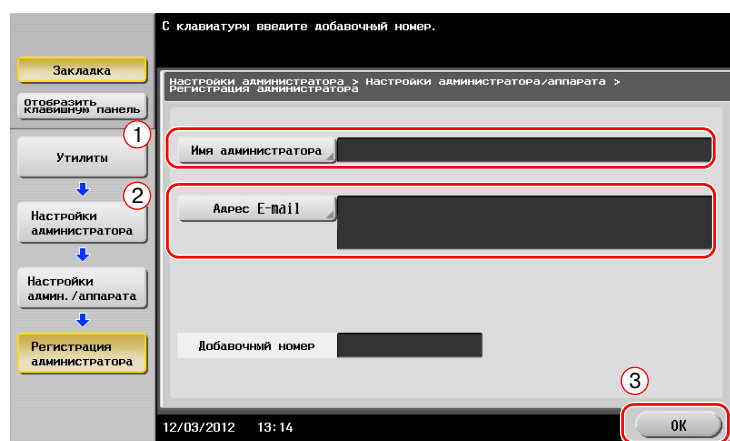 С клавиатуры введите добавочный номер.
Закладка
Отобразить
клавишную панель
Настройки администратора > Настройки администратора/аппарата >
Регистрация администратора
1
Утилиты
Имя администратора
2
Настройки
администратора
Адрес E-mail
Настройки
админ. /аппарата
Регистрация
администратора
Добавочный номер
3
12/03/2012 13:14
OK